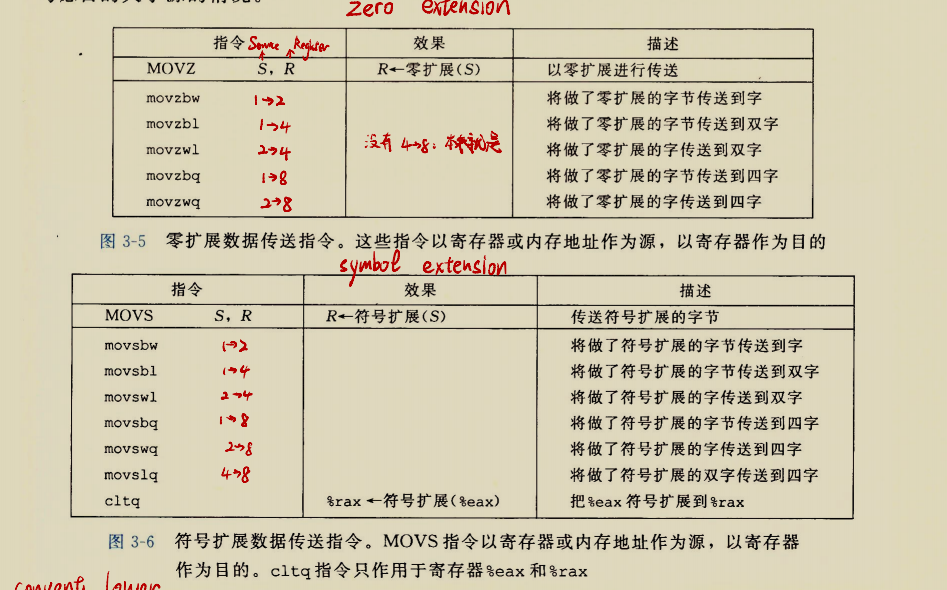 zero extension
指令 Source Register 效果 描述
MOVZ S, R R←零扩展(S) 以零扩展进行传送
movzbw 1→2 将做了零扩展的字节传送到字
movzbl 1→4 将做了零扩展的字节传送到双字
movzwl 2→4 没有4→8: 本来就是 将做了零扩展的字传送到双字
movzbq 1→8 将做了零扩展的字节传送到四字
movzwq 2→8 将做了零扩展的字传送到四字
图 3-5 零扩展数据传送指令。这些指令以寄存器或内存地址作为源，以寄存器作为目的
symbol extension
指令 效果 描述
MOVS S, R R←符号扩展(S) 传送符号扩展的字节
movsbw 1→2 将做了符号扩展的字节传送到字
movsbl 1→4 将做了符号扩展的字节传送到双字
movswl 2→4 将做了符号扩展的字传送到双字
movsbq 1→8 将做了符号扩展的字节传送到四字
movswq 2→8 将做了符号扩展的字传送到四字
movslq 4→8 将做了符号扩展的双字传送到四字
cltq %rax←符号扩展(%eax) 把%eax符号扩展到%rax
图 3-6 符号扩展数据传送指令。MOVS指令以寄存器或内存地址作为源，以寄存器
作为目的。cltq指令只作用于寄存器%eax和%rax